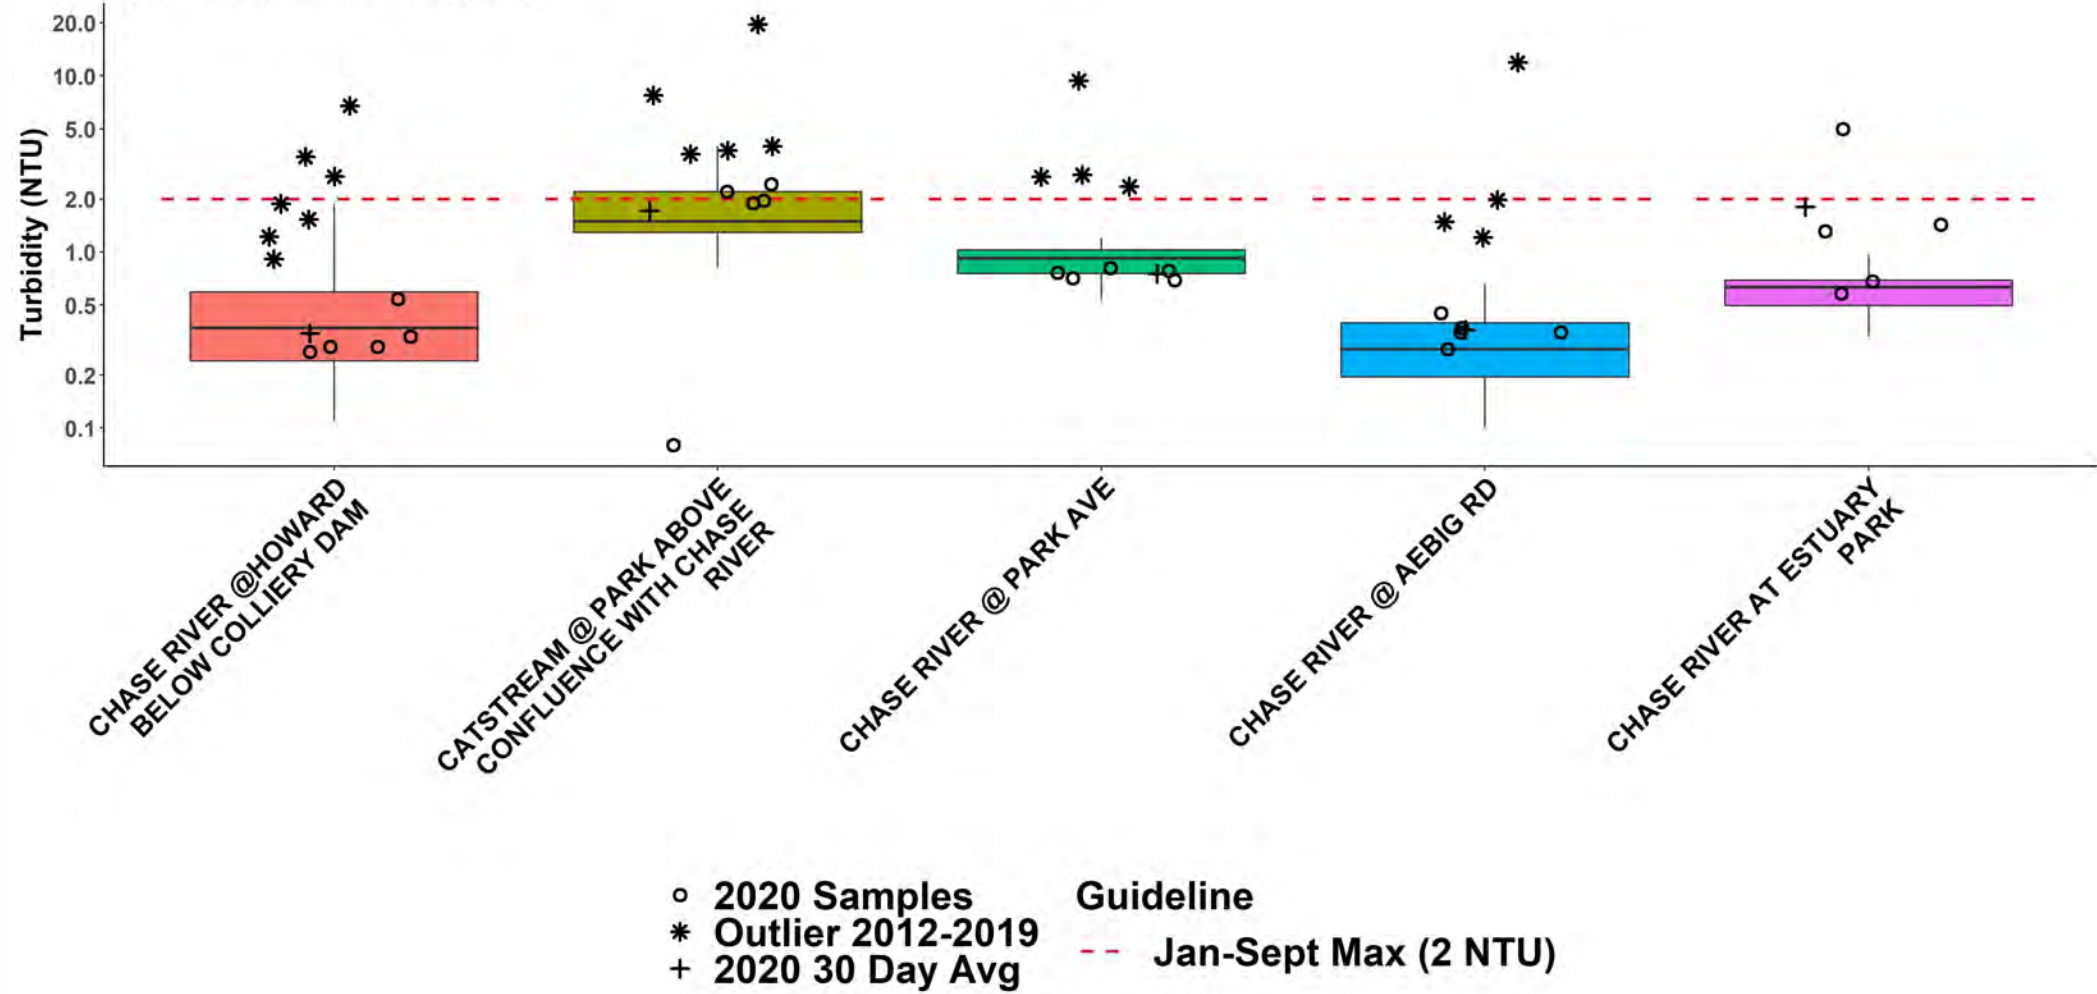 Turbidity (NTU)
20.0
10.0
5.0
2.0
1.0
0.5
0.2
0.1
CHASE RIVER @HOWARD
BELOW COLLIERY DAM
CATSTREAM @ PARK ABOVE
CONFLUENCE WITH CHASE
RIVER
CHASE RIVER @ PARK AVE
CHASE RIVER @ AEBIG RD
CHASE RIVER AT ESTUARY
PARK
2020 Samples
Outlier 2012-2019
2020 30 Day Avg
Guideline
Jan-Sept Max (2 NTU)